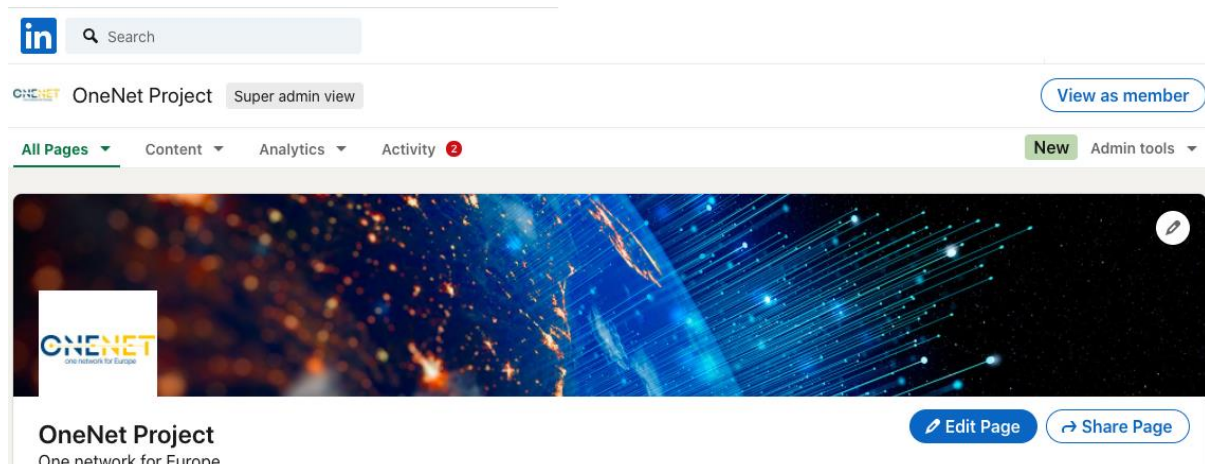 in Search
ONENET OneNet Project Super admin view View as member
All Pages Content Analytics Activity 2 New Admin tools
ONENET
one network for Europe
OneNet Project Edit Page Share Page
One network for Europe